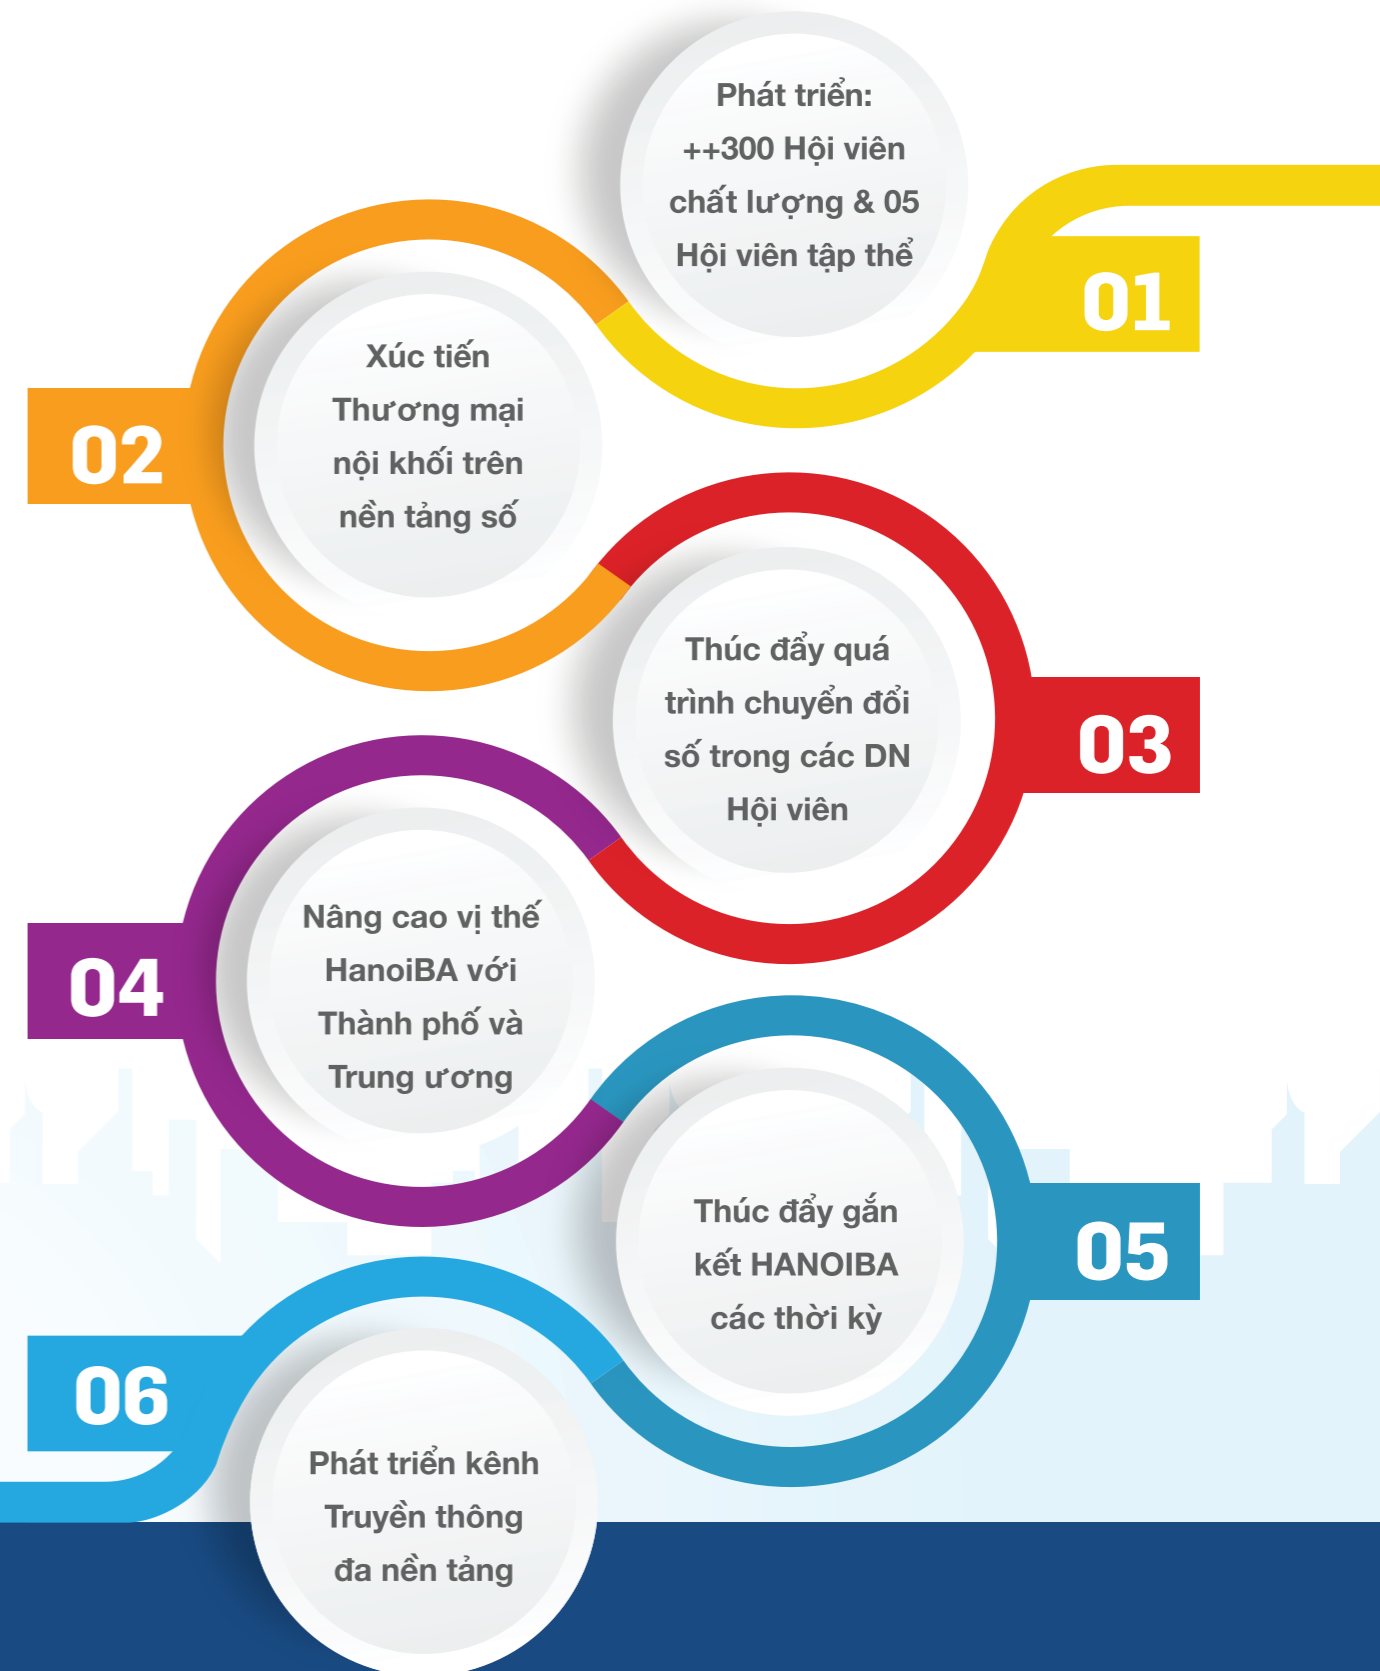 Phát triển:
++300 Hội viên
chất lượng & 05
Hội viên tập thể
01
Xúc tiến
Thương mại
nội khối trên
nền tảng số
02
Thúc đẩy quá
trình chuyển đổi
số trong các DN
Hội viên
03
Nâng cao vị thế
HanoiBA với
Thành phố và
Trung ương
04
Thúc đẩy gắn
kết HANOIBA
các thời kỳ
05
Phát triển kênh
Truyền thông
đa nền tảng
06